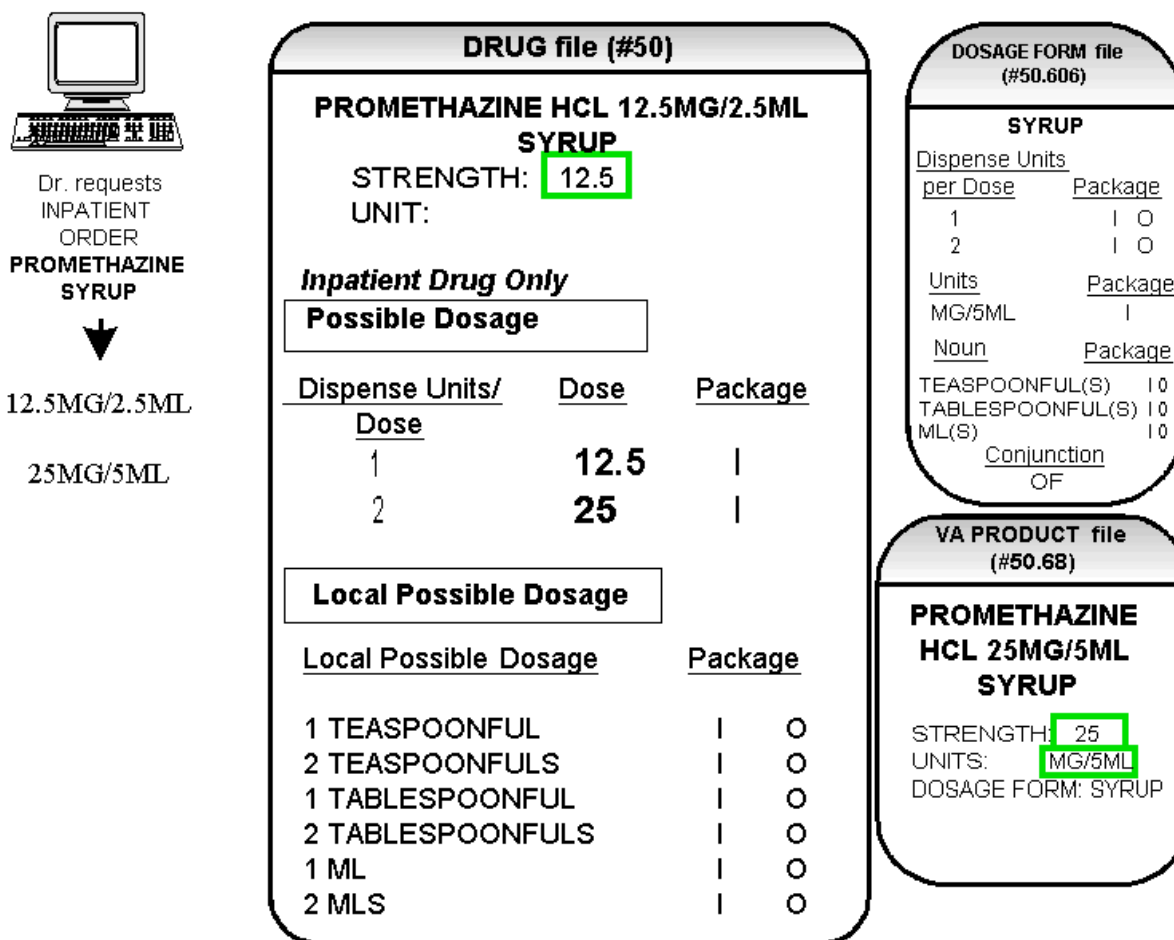 Dr. requests
INPATIENT
ORDER
PROMETHAZINE
SYRUP
12.5MG/2.5ML
25MG/5ML
DRUG file (#50)
PROMETHAZINE HCL 12.5MG/2.5ML
SYRUP
STRENGTH: 12.5
UNIT:
Inpatient Drug Only
Possible Dosage
Dispense Units/ Dose Package
Dose
1 12.5 I
2 25 I
Local Possible Dosage
Local Possible Dosage Package
1 TEASPOONFUL I O
2 TEASPOONFULS I O
1 TABLESPOONFUL I O
2 TABLESPOONFULS I O
1 ML I O
2 MLS I O
DOSAGE FORM file
(#50.606)
SYRUP
Dispense Units
per Dose Package
1 I O
2 I O
Units Package
MG/5ML I
Noun Package
TEASPOONFUL(S) I 0
TABLESPOONFUL(S) I 0
ML(S) I 0
Conjunction
OF
VA PRODUCT file
(#50.68)
PROMETHAZINE
HCL 25MG/5ML
SYRUP
STRENGTH: 25
UNITS: MG/5ML
DOSAGE FORM: SYRUP